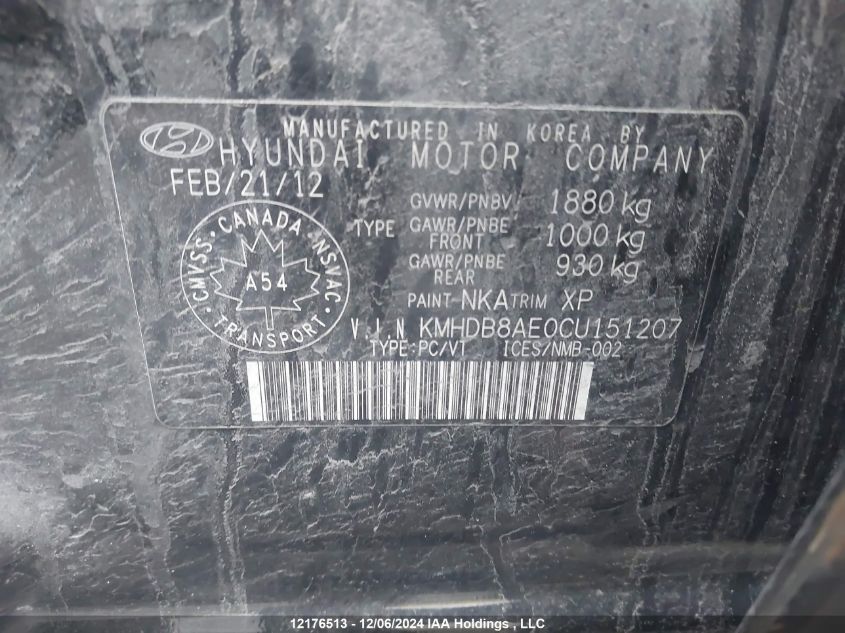 MANUFACTURED IN KOREA BY
HYUNDAI MOTOR COMPANY
FEB/21/12
GVWR/PNBV 1880 kg
TYPE GAWR/PNBE FRONT 1000 kg
GAWR/PNBE REAR 930 kg
PAINT NKA TRIM XP
CMVSS · CANADA · NSVAC
A54
· TRANSPORT ·
V.I.N KMHDB8AE0CU151207
TYPE:PC/VT ICES/NMB-002
12176513 - 12/06/2024 IAA Holdings , LLC